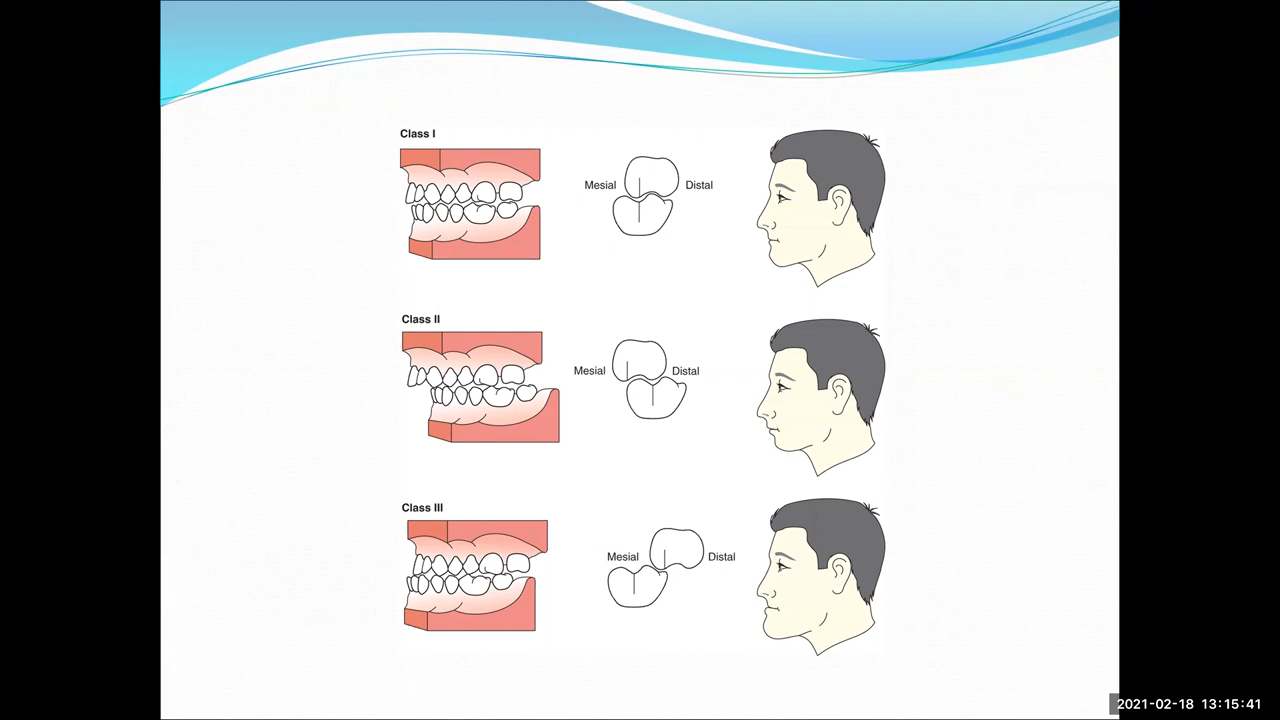 Class I
Mesial Distal
Class II
Mesial Distal
Class III
Mesial Distal
2021-02-18 13:15:41